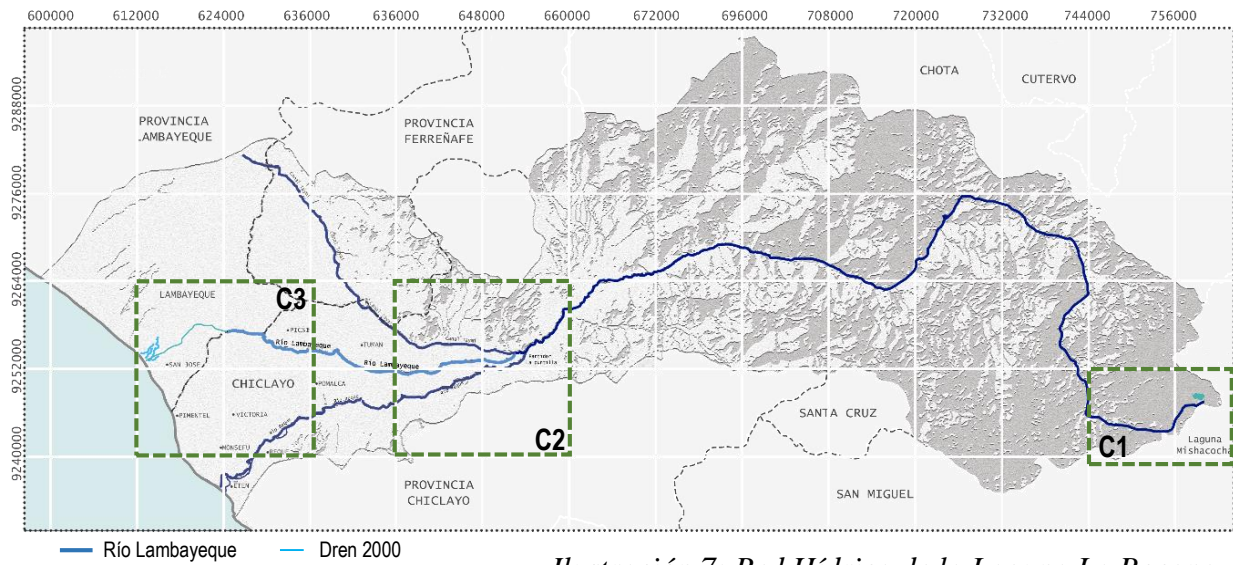 600000 612000 624000 636000 636000 648000 660000 672000 696000 708000 720000 732000 744000 756000
9288000
9276000
9264000
9252000
9240000
CHOTA
CUTERVO
PROVINCIA
LAMBAYEQUE
PROVINCIA
FERREÑAFE
LAMBAYEQUE
C3
PICSI
Río Lambayeque
TUMAN
Río Lambayeque
SAN JOSE
CHICLAYO
POMALCA
PIMENTEL
VICTORIA
MONSEFU
REQUE
ETEN
C2
PROVINCIA
CHICLAYO
SANTA CRUZ
SAN MIGUEL
C1
Laguna
Mishacocha
Río Lambayeque
Dren 2000